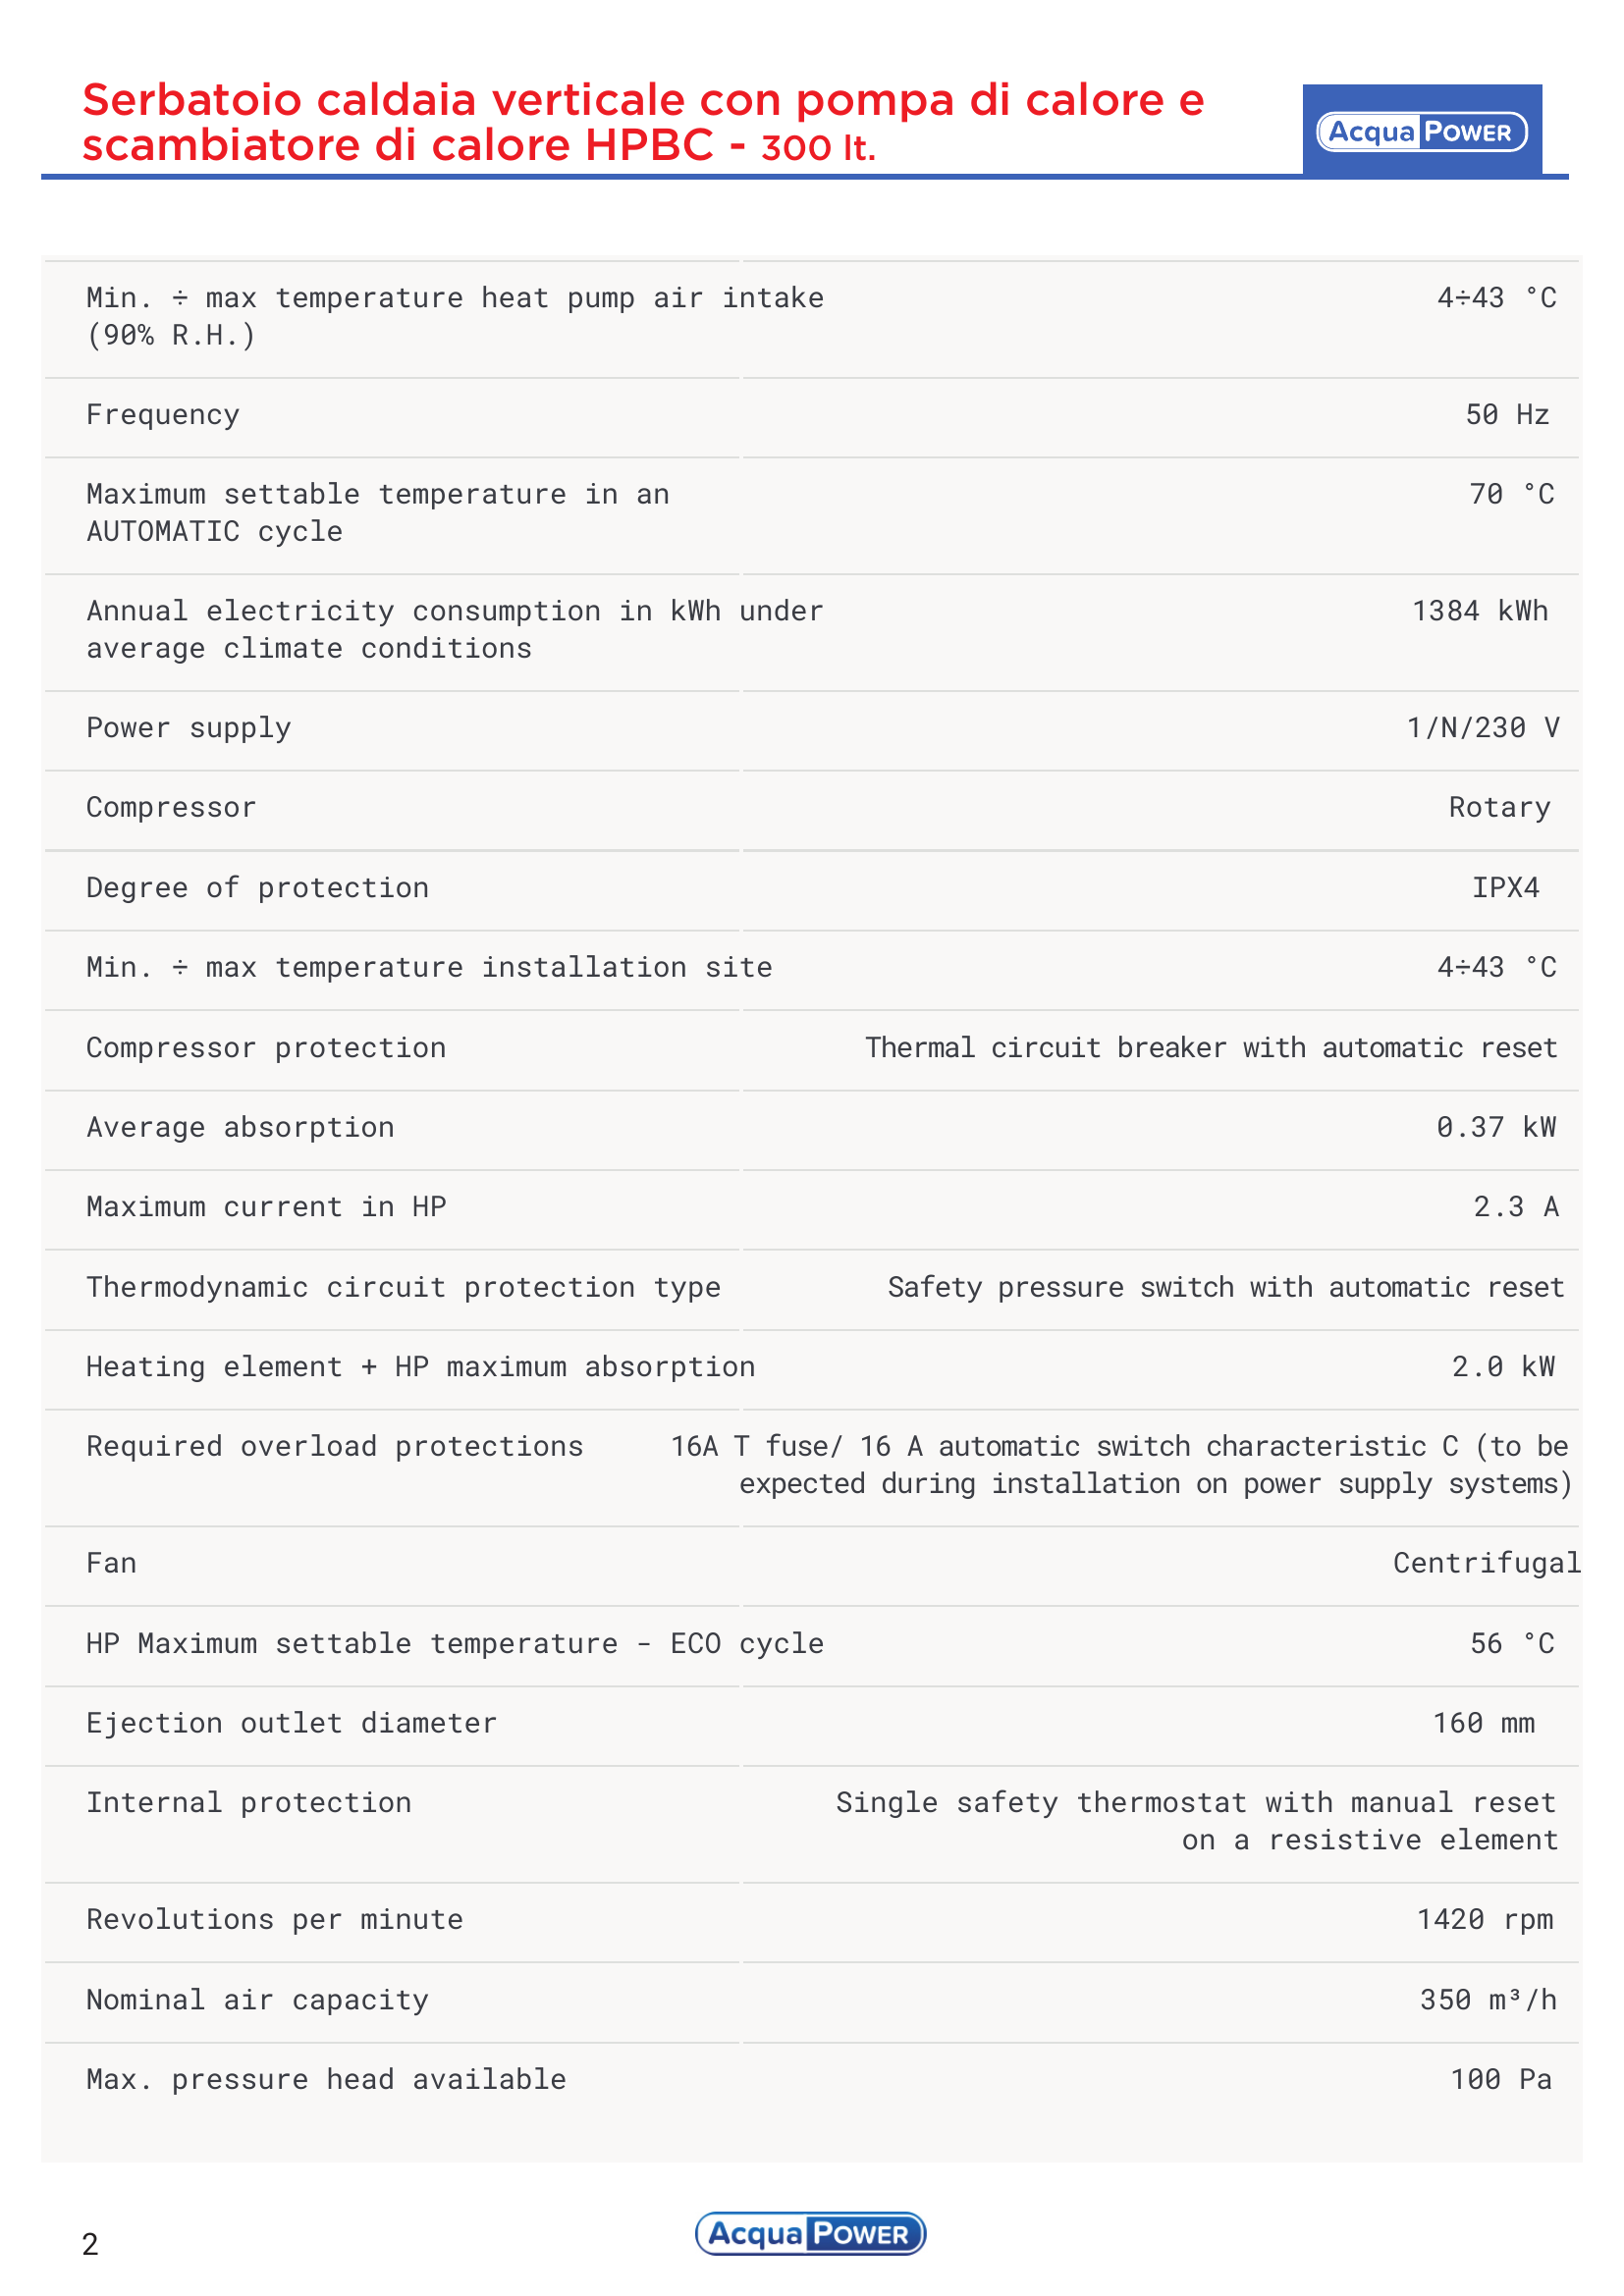 Serbatoio caldaia verticale con pompa di calore e
scambiatore di calore HPBC - 300 lt.
Acqua POWER
Min. ÷ max temperature heat pump air intake 4÷43 °C
(90% R.H.)
Frequency 50 Hz
Maximum settable temperature in an 70 °C
AUTOMATIC cycle
Annual electricity consumption in kWh under 1384 kWh
average climate conditions
Power supply 1/N/230 V
Compressor Rotary
Degree of protection IPX4
Min. ÷ max temperature installation site 4÷43 °C
Compressor protection Thermal circuit breaker with automatic reset
Average absorption 0.37 kW
Maximum current in HP 2.3 A
Thermodynamic circuit protection type Safety pressure switch with automatic reset
Heating element + HP maximum absorption 2.0 kW
Required overload protections 16A T fuse/ 16 A automatic switch characteristic C (to be
expected during installation on power supply systems)
Fan Centrifugal
HP Maximum settable temperature - ECO cycle 56 °C
Ejection outlet diameter 160 mm
Internal protection Single safety thermostat with manual reset
on a resistive element
Revolutions per minute 1420 rpm
Nominal air capacity 350 m³/h
Max. pressure head available 100 Pa
2
Acqua POWER